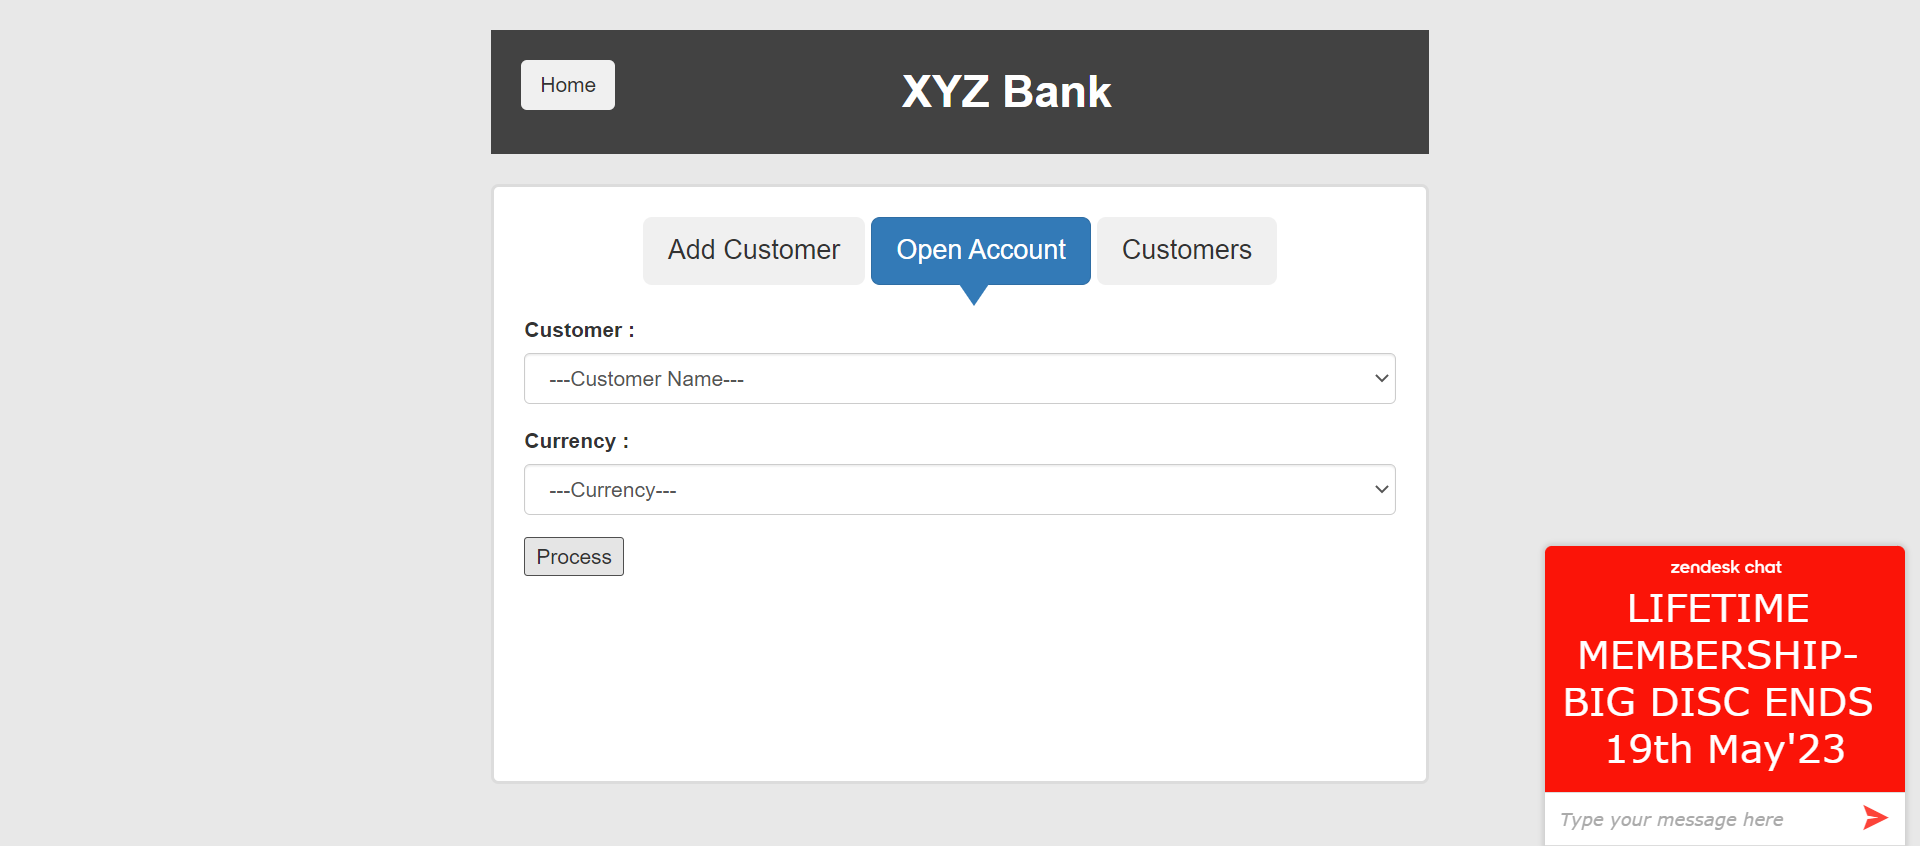 Home
XYZ Bank
Add Customer
Open Account
Customers
Customer :
---Customer Name---
Currency :
---Currency---
Process
zendesk chat
LIFETIME
MEMBERSHIP-
BIG DISC ENDS
19th May'23
Type your message here